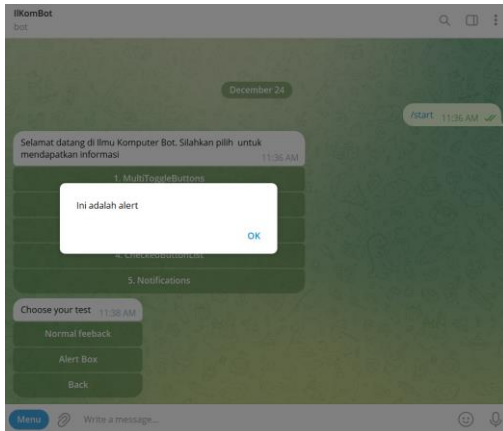 IlKomBot
bot
December 24
/start 11:36 AM
Selamat datang di Ilmu Komputer Bot. Silahkan pilih untuk
mendapatkan informasi
11:36 AM
1. MultiToggleButtons
Ini adalah alert
OK
4. CheckedButtonList
5. Notifications
Choose your test 11:38 AM
Normal feeback
Alert Box
Back
Menu
Write a message...